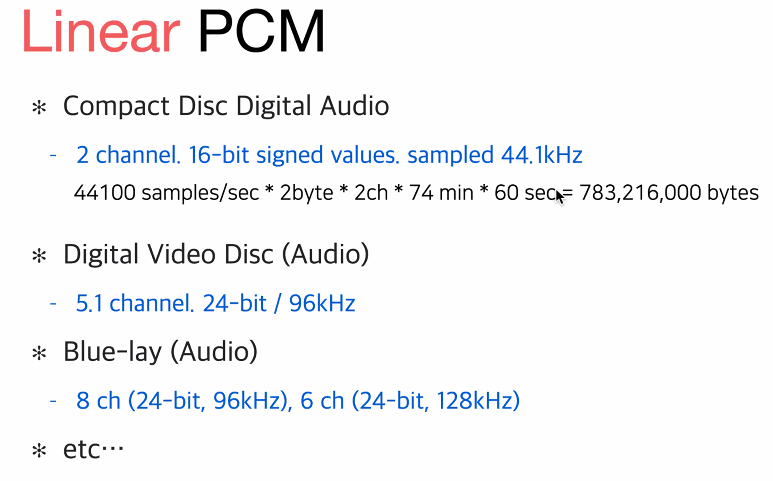 Linear PCM
* Compact Disc Digital Audio
- 2 channel. 16-bit signed values. sampled 44.1kHz
44100 samples/sec * 2byte * 2ch * 74 min * 60 sec = 783,216,000 bytes
* Digital Video Disc (Audio)
- 5.1 channel. 24-bit / 96kHz
* Blue-lay (Audio)
- 8 ch (24-bit, 96kHz), 6 ch (24-bit, 128kHz)
* etc…